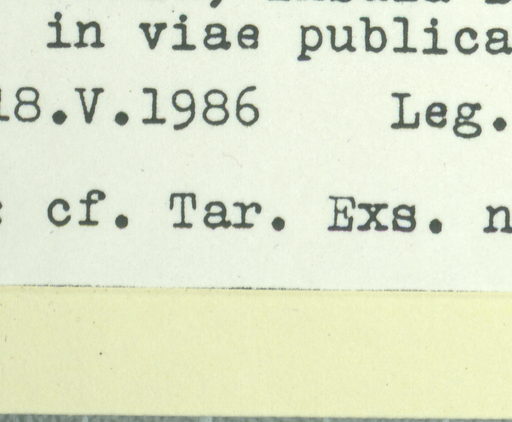 in viae publica
18.V.1986 Leg.
: cf. Tar. Exs. n